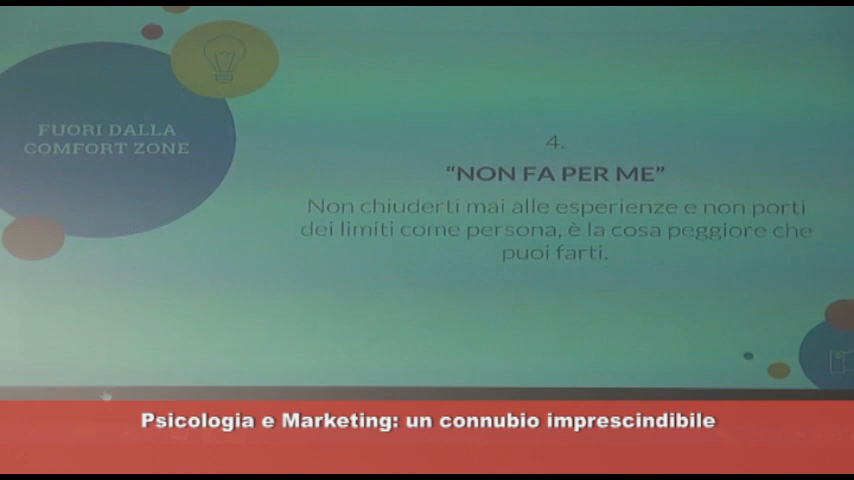 FUORI DALLA
COMFORT ZONE
4.
“NON FA PER ME”
Non chiuderti mai alle esperienze e non porti
dei limiti come persona, è la cosa peggiore che
puoi farti.
Psicologia e Marketing: un connubio imprescindibile